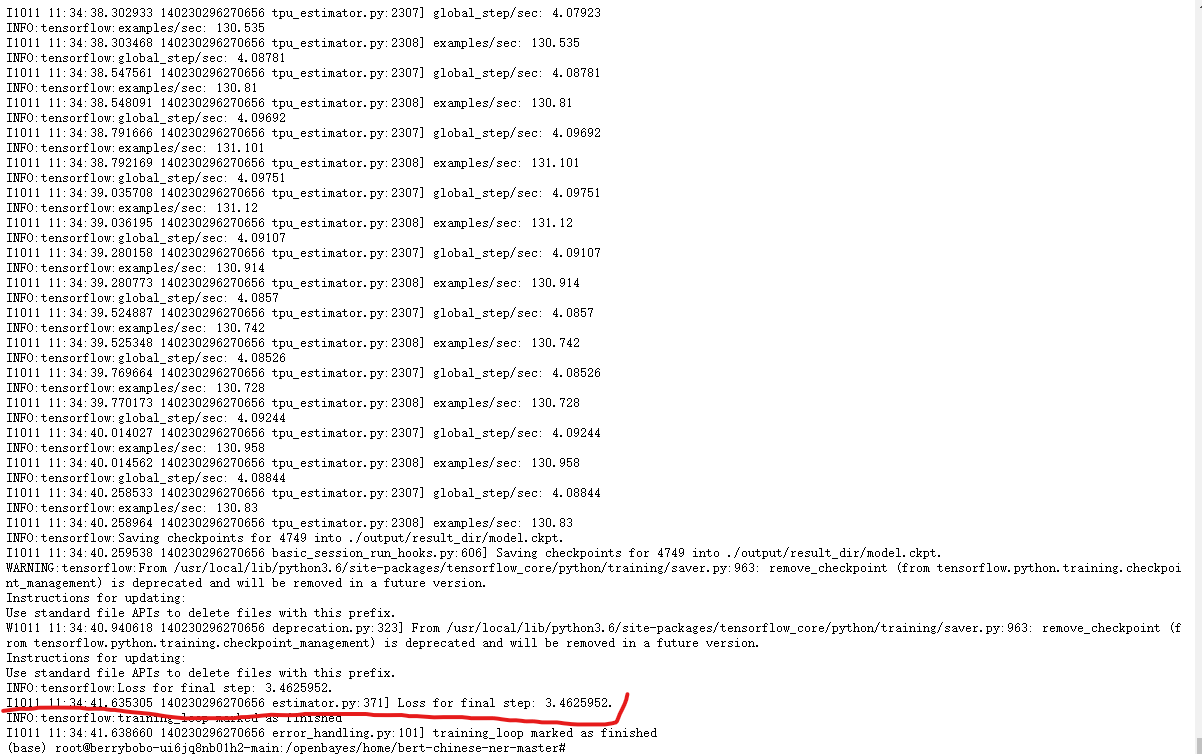 I1011 11:34:38.302933 140230296270656 tpu_estimator.py:2307] global_step/sec: 4.07923
INFO:tensorflow:examples/sec: 130.535
I1011 11:34:38.303468 140230296270656 tpu_estimator.py:2308] examples/sec: 130.535
INFO:tensorflow:global_step/sec: 4.08781
I1011 11:34:38.547561 140230296270656 tpu_estimator.py:2307] global_step/sec: 4.08781
INFO:tensorflow:examples/sec: 130.81
I1011 11:34:38.548091 140230296270656 tpu_estimator.py:2308] examples/sec: 130.81
INFO:tensorflow:global_step/sec: 4.09692
I1011 11:34:38.791666 140230296270656 tpu_estimator.py:2307] global_step/sec: 4.09692
INFO:tensorflow:examples/sec: 131.101
I1011 11:34:38.792169 140230296270656 tpu_estimator.py:2308] examples/sec: 131.101
INFO:tensorflow:global_step/sec: 4.09751
I1011 11:34:39.035708 140230296270656 tpu_estimator.py:2307] global_step/sec: 4.09751
INFO:tensorflow:examples/sec: 131.12
I1011 11:34:39.036195 140230296270656 tpu_estimator.py:2308] examples/sec: 131.12
INFO:tensorflow:global_step/sec: 4.09107
I1011 11:34:39.280158 140230296270656 tpu_estimator.py:2307] global_step/sec: 4.09107
INFO:tensorflow:examples/sec: 130.914
I1011 11:34:39.280773 140230296270656 tpu_estimator.py:2308] examples/sec: 130.914
INFO:tensorflow:global_step/sec: 4.0857
I1011 11:34:39.524887 140230296270656 tpu_estimator.py:2307] global_step/sec: 4.0857
INFO:tensorflow:examples/sec: 130.742
I1011 11:34:39.525348 140230296270656 tpu_estimator.py:2308] examples/sec: 130.742
INFO:tensorflow:global_step/sec: 4.08526
I1011 11:34:39.769664 140230296270656 tpu_estimator.py:2307] global_step/sec: 4.08526
INFO:tensorflow:examples/sec: 130.728
I1011 11:34:39.770173 140230296270656 tpu_estimator.py:2308] examples/sec: 130.728
INFO:tensorflow:global_step/sec: 4.09244
I1011 11:34:40.014027 140230296270656 tpu_estimator.py:2307] global_step/sec: 4.09244
INFO:tensorflow:examples/sec: 130.958
I1011 11:34:40.014562 140230296270656 tpu_estimator.py:2308] examples/sec: 130.958
INFO:tensorflow:global_step/sec: 4.08844
I1011 11:34:40.258533 140230296270656 tpu_estimator.py:2307] global_step/sec: 4.08844
INFO:tensorflow:examples/sec: 130.83
I1011 11:34:40.258964 140230296270656 tpu_estimator.py:2308] examples/sec: 130.83
INFO:tensorflow:Saving checkpoints for 4749 into ./output/result_dir/model.ckpt.
I1011 11:34:40.259538 140230296270656 basic_session_run_hooks.py:606] Saving checkpoints for 4749 into ./output/result_dir/model.ckpt.
WARNING:tensorflow:From /usr/local/lib/python3.6/site-packages/tensorflow_core/python/training/saver.py:963: remove_checkpoint (from tensorflow.python.training.checkpoi
nt_management) is deprecated and will be removed in a future version.
Instructions for updating:
Use standard file APIs to delete files with this prefix.
W1011 11:34:40.940618 140230296270656 deprecation.py:323] From /usr/local/lib/python3.6/site-packages/tensorflow_core/python/training/saver.py:963: remove_checkpoint (f
rom tensorflow.python.training.checkpoint_management) is deprecated and will be removed in a future version.
Instructions for updating:
Use standard file APIs to delete files with this prefix.
INFO:tensorflow:Loss for final step: 3.4625952.
I1011 11:34:41.635305 140230296270656 estimator.py:371] Loss for final step: 3.4625952.
INFO:tensorflow:training_loop marked as finished
I1011 11:34:41.638660 140230296270656 error_handling.py:101] training_loop marked as finished
(base) root@berrybobo-ui6jq8nb01h2-main:/openbayes/home/bert-chinese-ner-master#